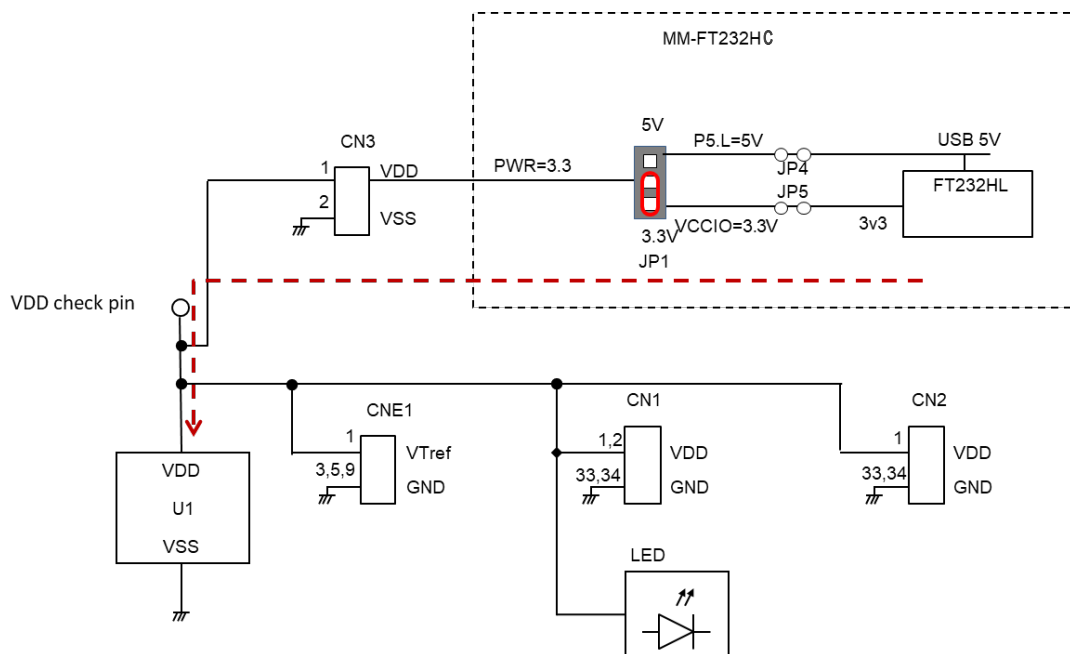 MM-FT232HC
5V
P5.L=5V
USB 5V
CN3
1
VDD
PWR=3.3
JP4
FT232HL
JP5
2
VSS
VCCIO=3.3V
3v3
3.3V
JP1
VDD check pin
CNE1
CN1
CN2
1
VTref
1,2
VDD
1
VDD
3,5,9
GND
33,34
GND
33,34
GND
VDD
U1
VSS
LED